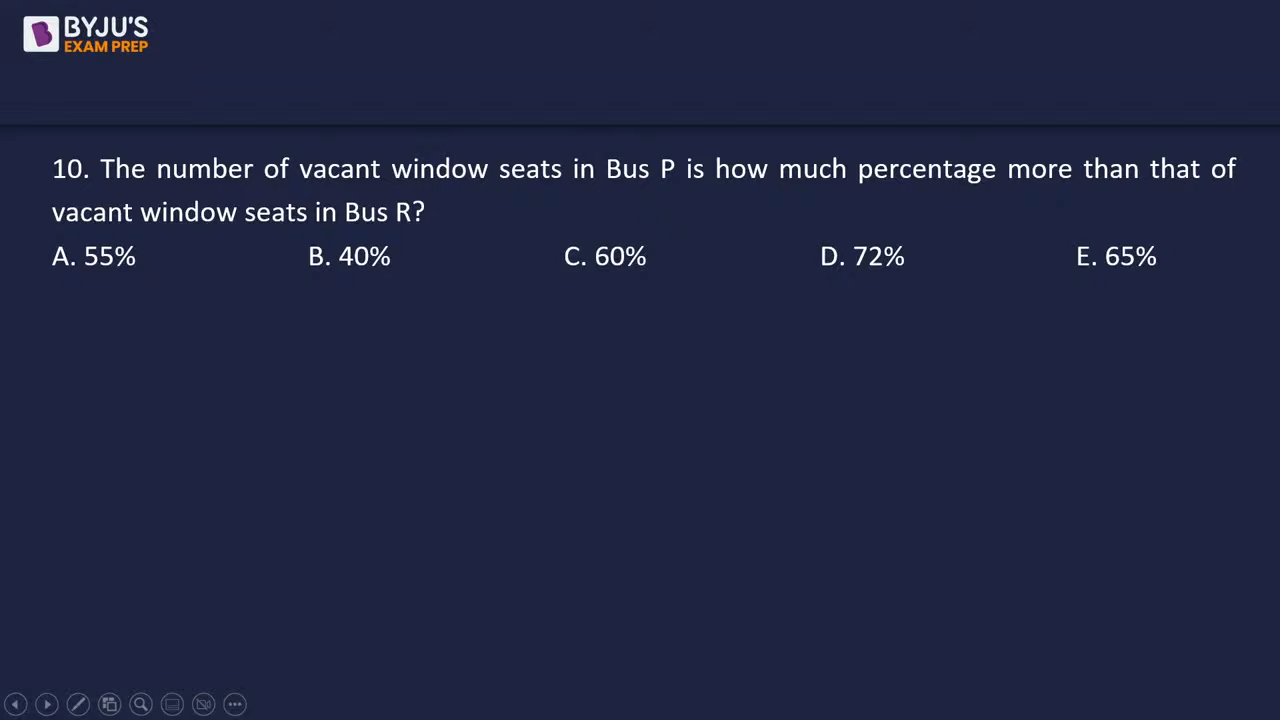 BYJU'S
EXAM PREP
10. The number of vacant window seats in Bus P is how much percentage more than that of
vacant window seats in Bus R?
A. 55% B. 40% C. 60% D. 72% E. 65%